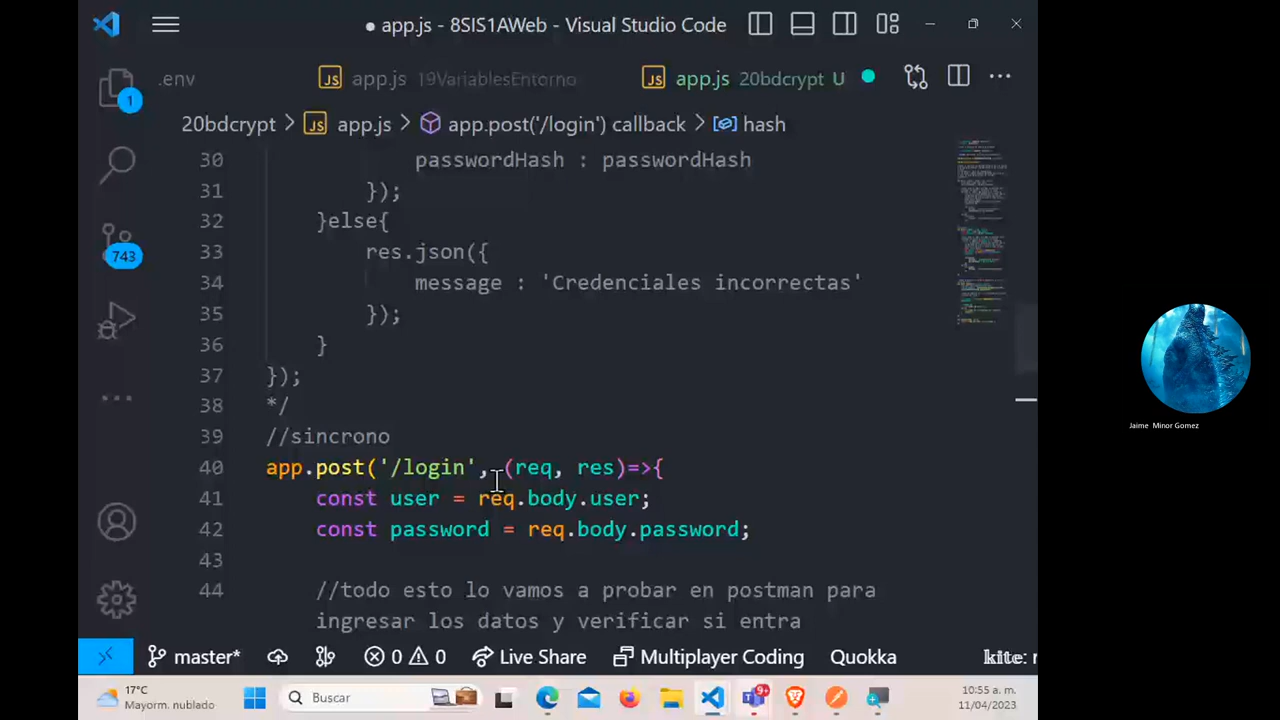 app.js - 8SIS1AWeb - Visual Studio Code
.env
JS app.js 19VariablesEntorno
JS app.js 20bdcrypt U
1
20bdcrypt > JS app.js > app.post('/login') callback > hash
30 passwordHash : passwordHash
31 });
32 }else{
33 res.json({
34 message : 'Credenciales incorrectas'
35 });
36 }
37 });
38 */
39 //sincrono
40 app.post('/login', (req, res)=>{
41 const user = req.body.user;
42 const password = req.body.password;
43
44 //todo esto lo vamos a probar en postman para
ingresar los datos y verificar si entra
743
Jaime Minor Gomez
master* 0 0 Live Share Multiplayer Coding Quokka kite:
17°C
Mayorm. nublado
Buscar
9+
10:55 a. m.
11/04/2023